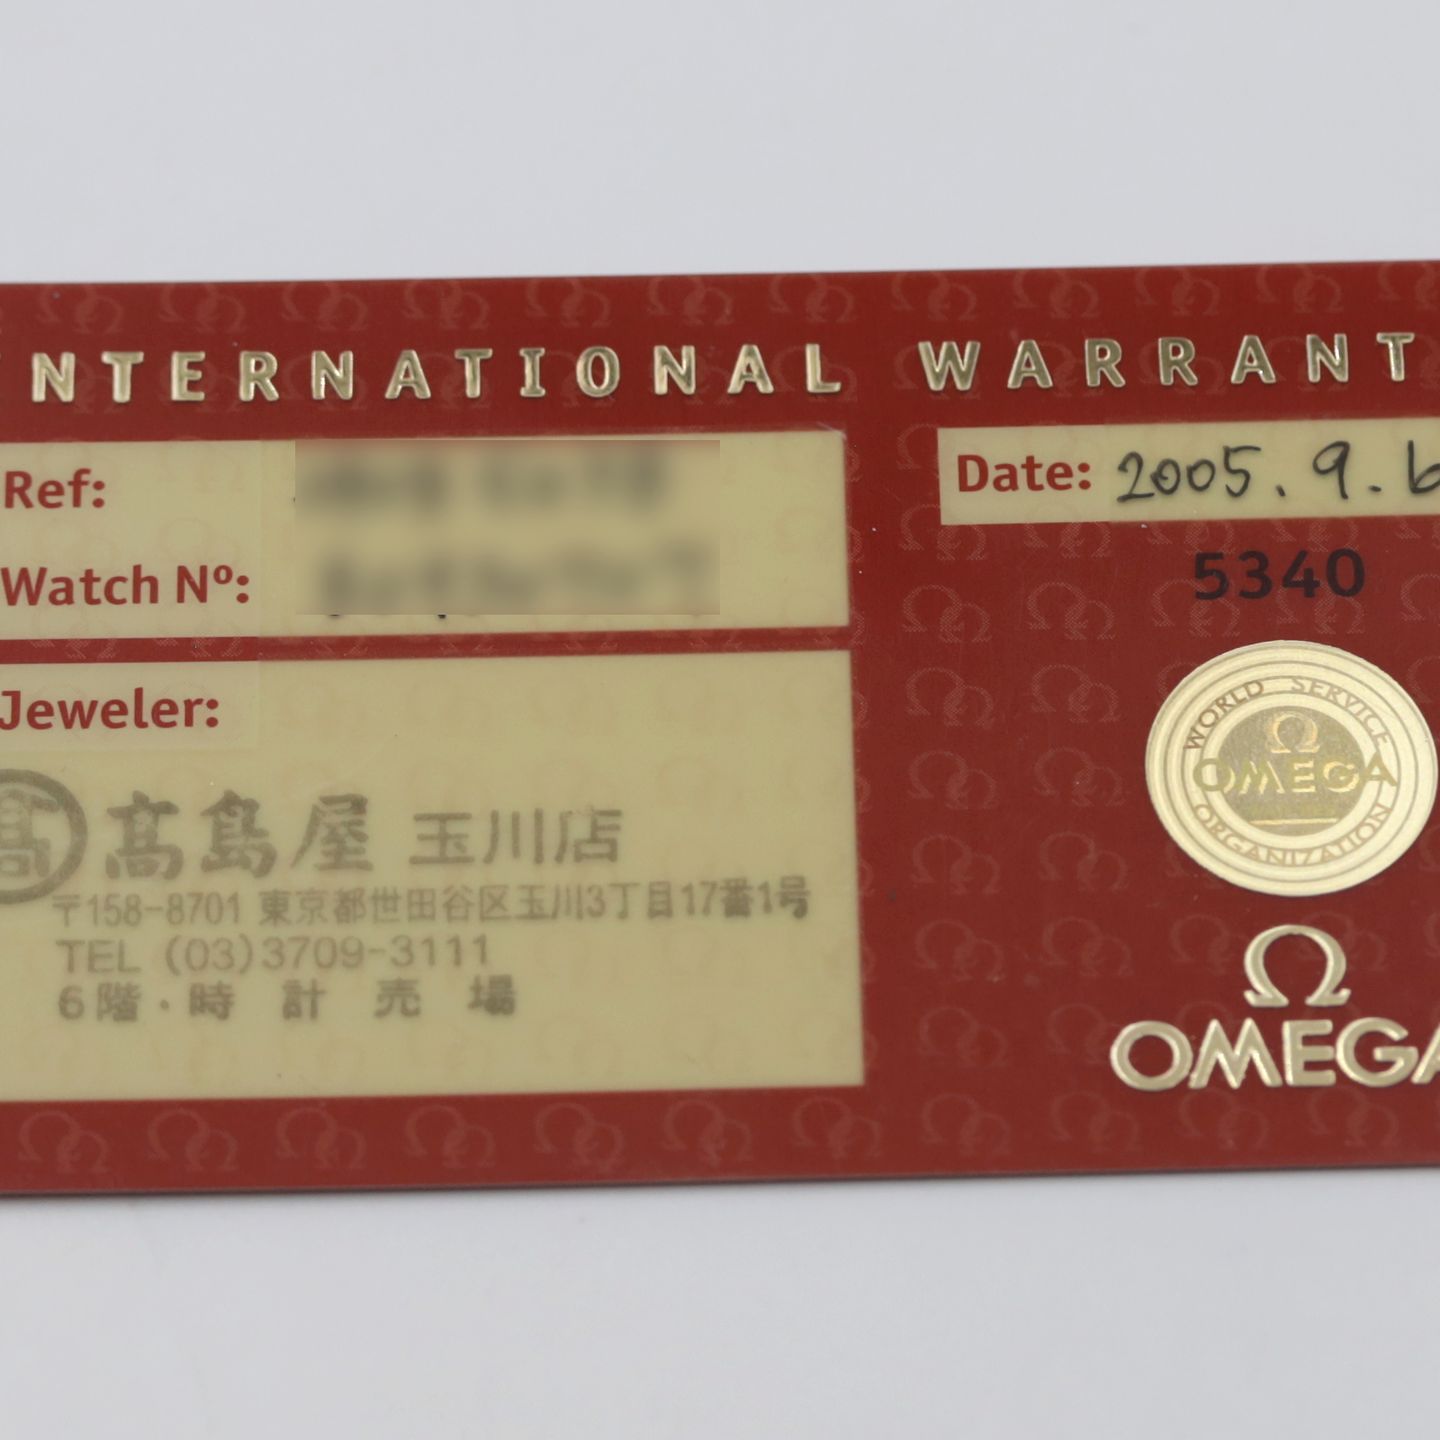 INTERNATIONAL WARRANT
Ref:
Date: 2005.9.6
Watch Nº:
5340
Jeweler:
髙 髙島屋 玉川店
〒158-8701 東京都世田谷区玉川3丁目17番1号
TEL (03)3709-3111
6階・時計売場
WORLD SERVICE
Ω
OMEGA
ORGANIZATION
Ω
OMEGA